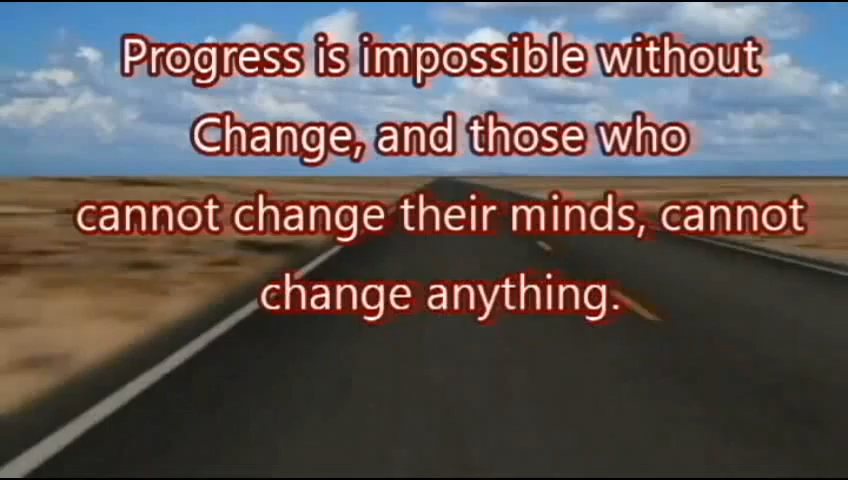 Progress is impossible without
Change, and those who
cannot change their minds, cannot
change anything.